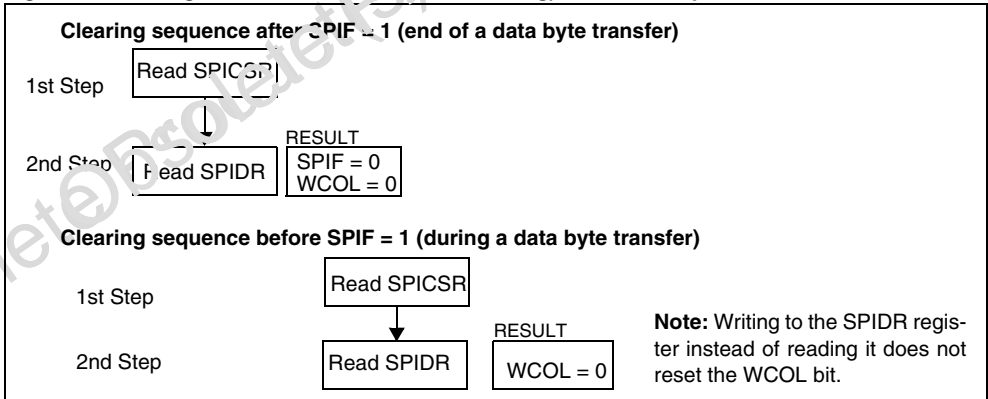 Clearing sequence after SPIF = 1 (end of a data byte transfer)
1st Step
Read SPICSR
2nd Step
Read SPIDR
RESULT
SPIF = 0
WCOL = 0
Clearing sequence before SPIF = 1 (during a data byte transfer)
1st Step
Read SPICSR
2nd Step
Read SPIDR
RESULT
WCOL = 0
Note: Writing to the SPIDR regis-
ter instead of reading it does not
reset the WCOL bit.